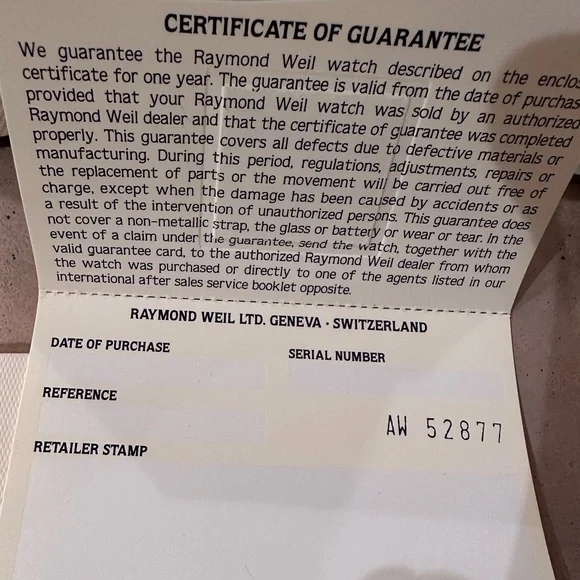 CERTIFICATE OF GUARANTEE
We guarantee the Raymond Weil watch described on the enclos
certificate for one year. The guarantee is valid from the date of purchas
provided that your Raymond Weil watch was sold by an authorized
Raymond Weil dealer and that the certificate of guarantee was completed
properly. This guarantee covers all defects due to defective materials or
manufacturing. During this period, regulations, adjustments, repairs or
the replacement of parts or the movement will be carried out free of
charge, except when the damage has been caused by accidents or as
a result of the intervention of unauthorized persons. This guarantee does
not cover a non-metallic strap, the glass or battery or wear or tear. In the
event of a claim under the guarantee, send the watch, together with the
valid guarantee card, to the authorized Raymond Weil dealer from whom
the watch was purchased or directly to one of the agents listed in our
international after sales service booklet opposite.
RAYMOND WEIL LTD. GENEVA · SWITZERLAND
DATE OF PURCHASE
SERIAL NUMBER
REFERENCE
AW 52877
RETAILER STAMP